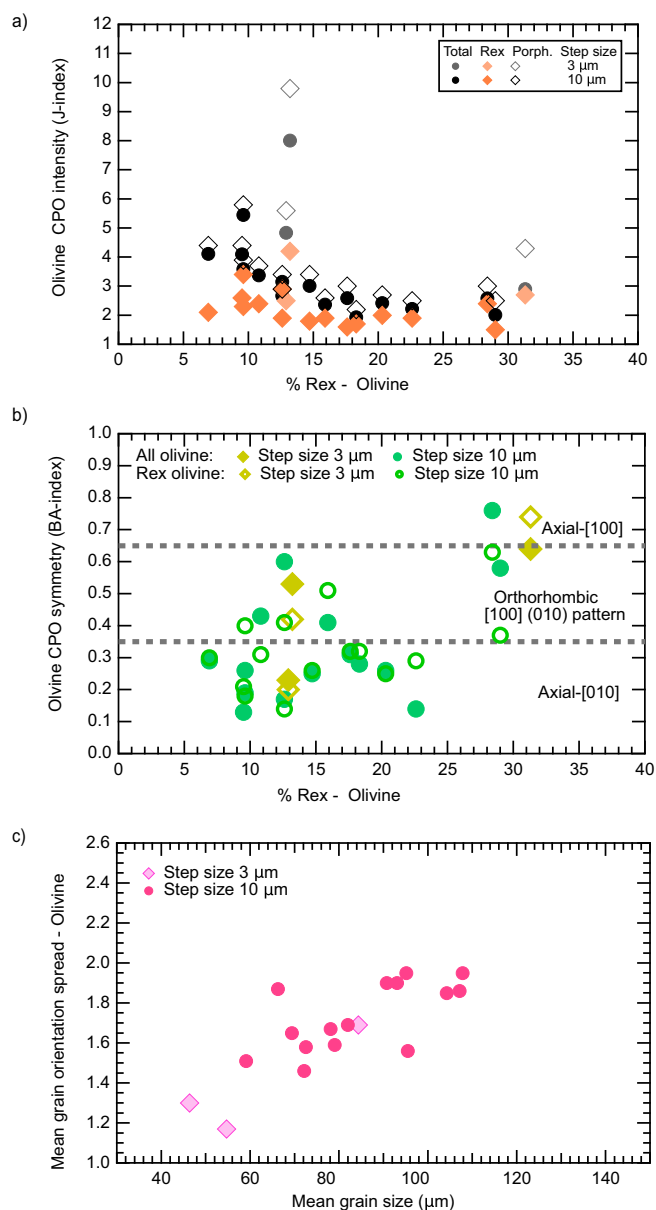 a)
12
11
10
9
8
7
6
5
4
3
2
1
Olivine CPO intensity (J-index)
Total Rex Porph. Step size
3 µm
10 µm
0 5 10 15 20 25 30 35 40
% Rex - Olivine
b)
1.0
0.9
0.8
0.7
0.6
0.5
0.4
0.3
0.2
0.1
0.0
Olvine CPO symmetry (BA-index)
All olivine: Step size 3 µm Step size 10 µm
Rex olivine: Step size 3 µm Step size 10 µm
Axial-[100]
Orthorhombic
[100] (010) pattern
Axial-[010]
0 5 10 15 20 25 30 35 40
% Rex - Olivine
c)
2.6
2.4
2.2
2.0
1.8
1.6
1.4
1.2
1.0
Mean grain orientation spread - Olivine
Step size 3 µm
Step size 10 µm
40 60 80 100 120 140
Mean grain size (µm)